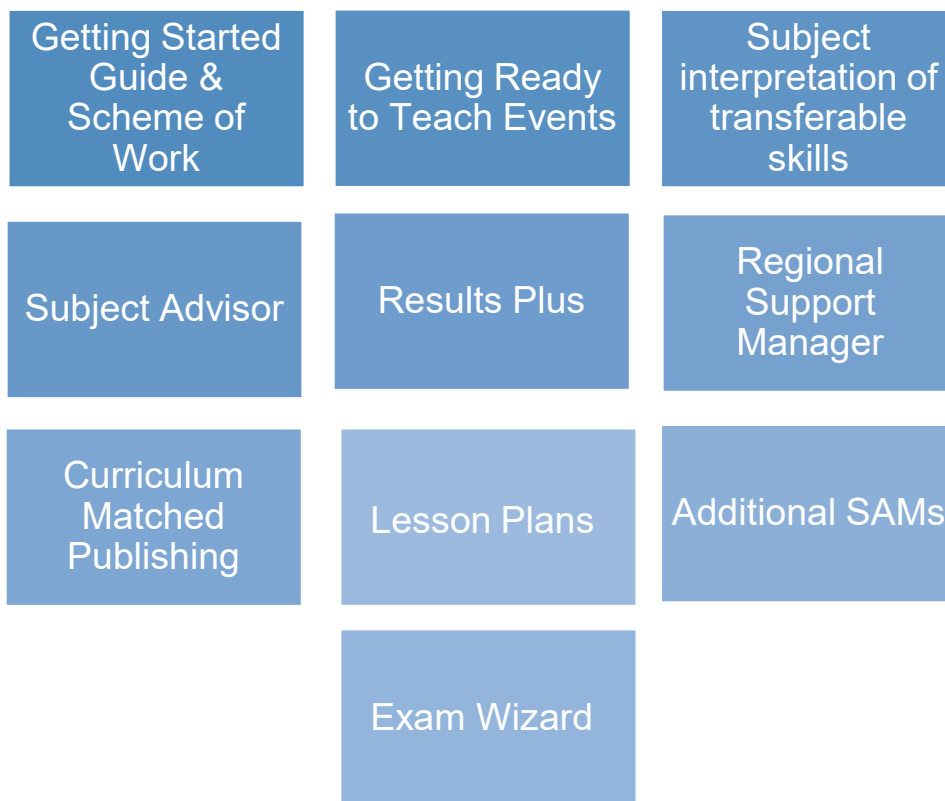 Getting Started
Guide &
Scheme of
Work
Getting Ready
to Teach Events
Subject
interpretation of
transferable
skills
Subject Advisor
Results Plus
Regional
Support
Manager
Curriculum
Matched
Publishing
Lesson Plans
Additional SAMs
Exam Wizard